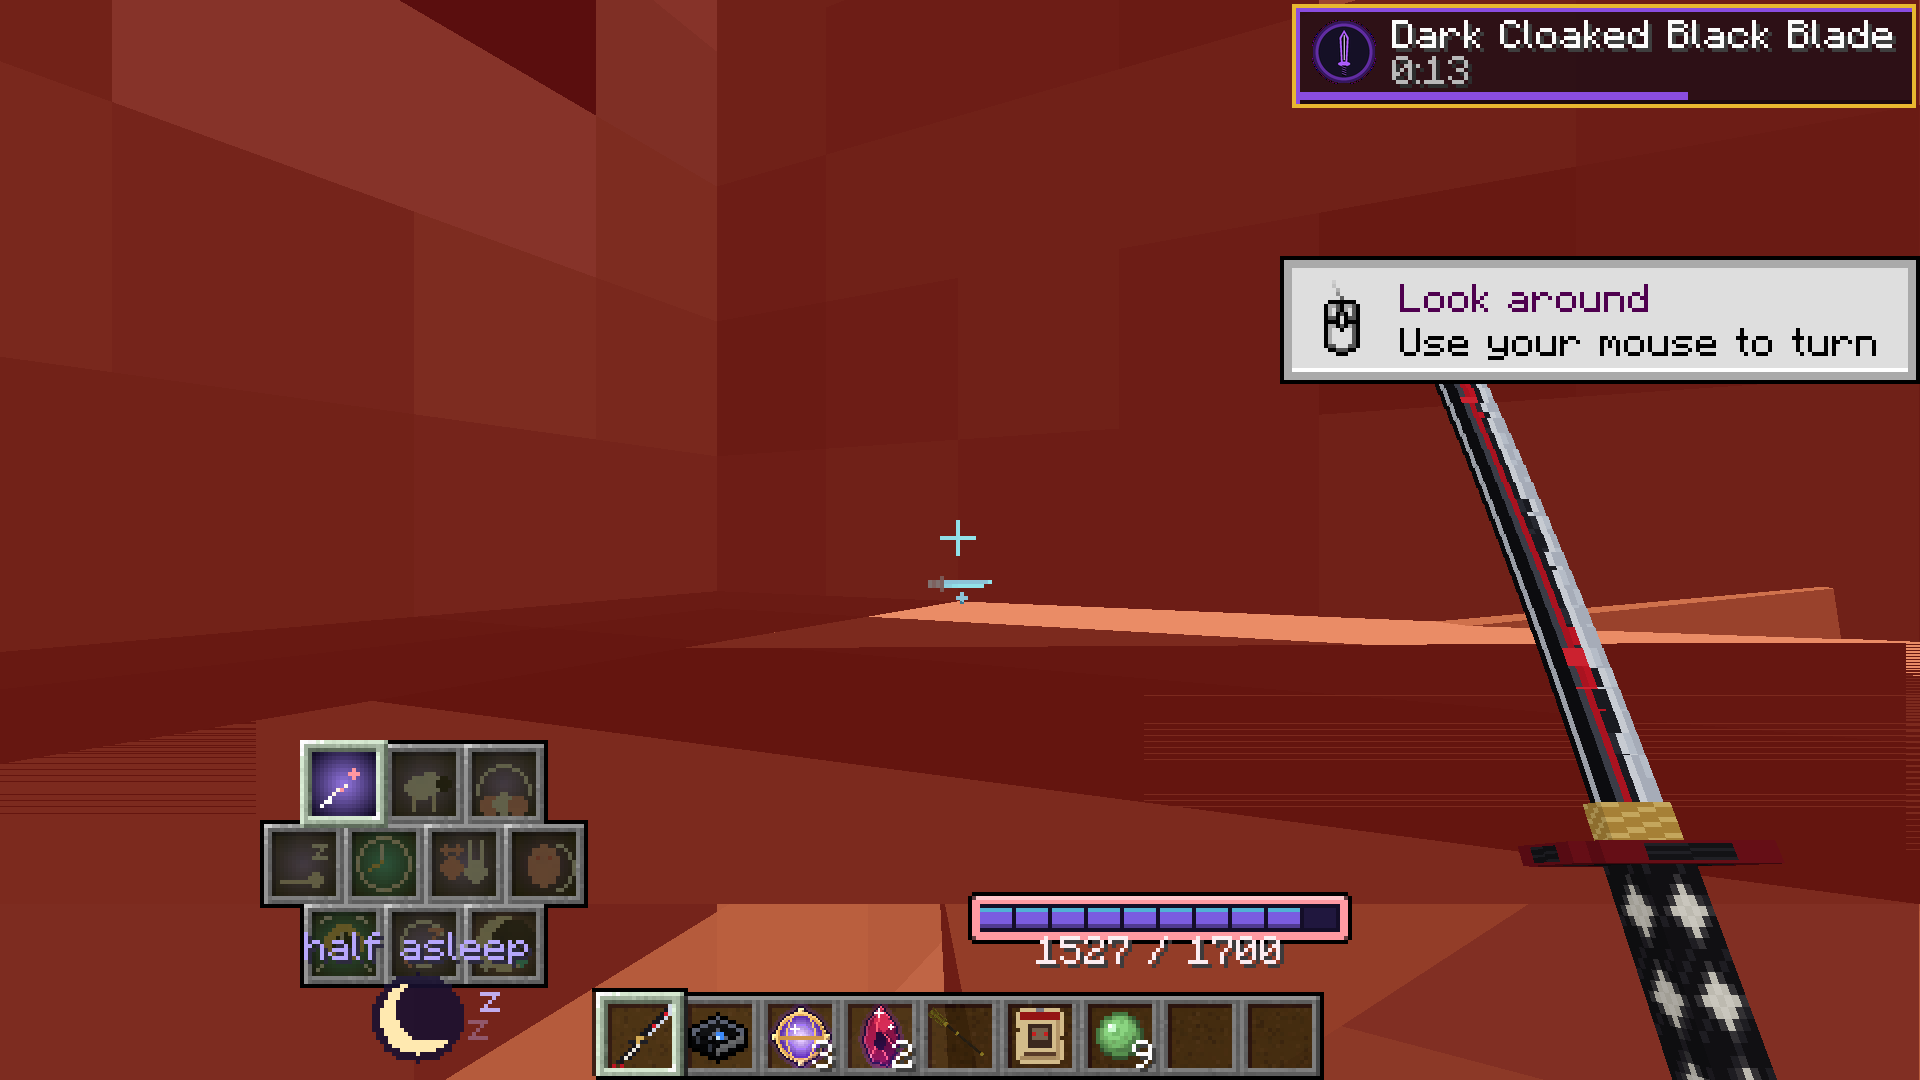 Dark Cloaked Black Blade
0:13
Look around
Use your mouse to turn
half asleep
z
z
1527 / 1700
3
2
9